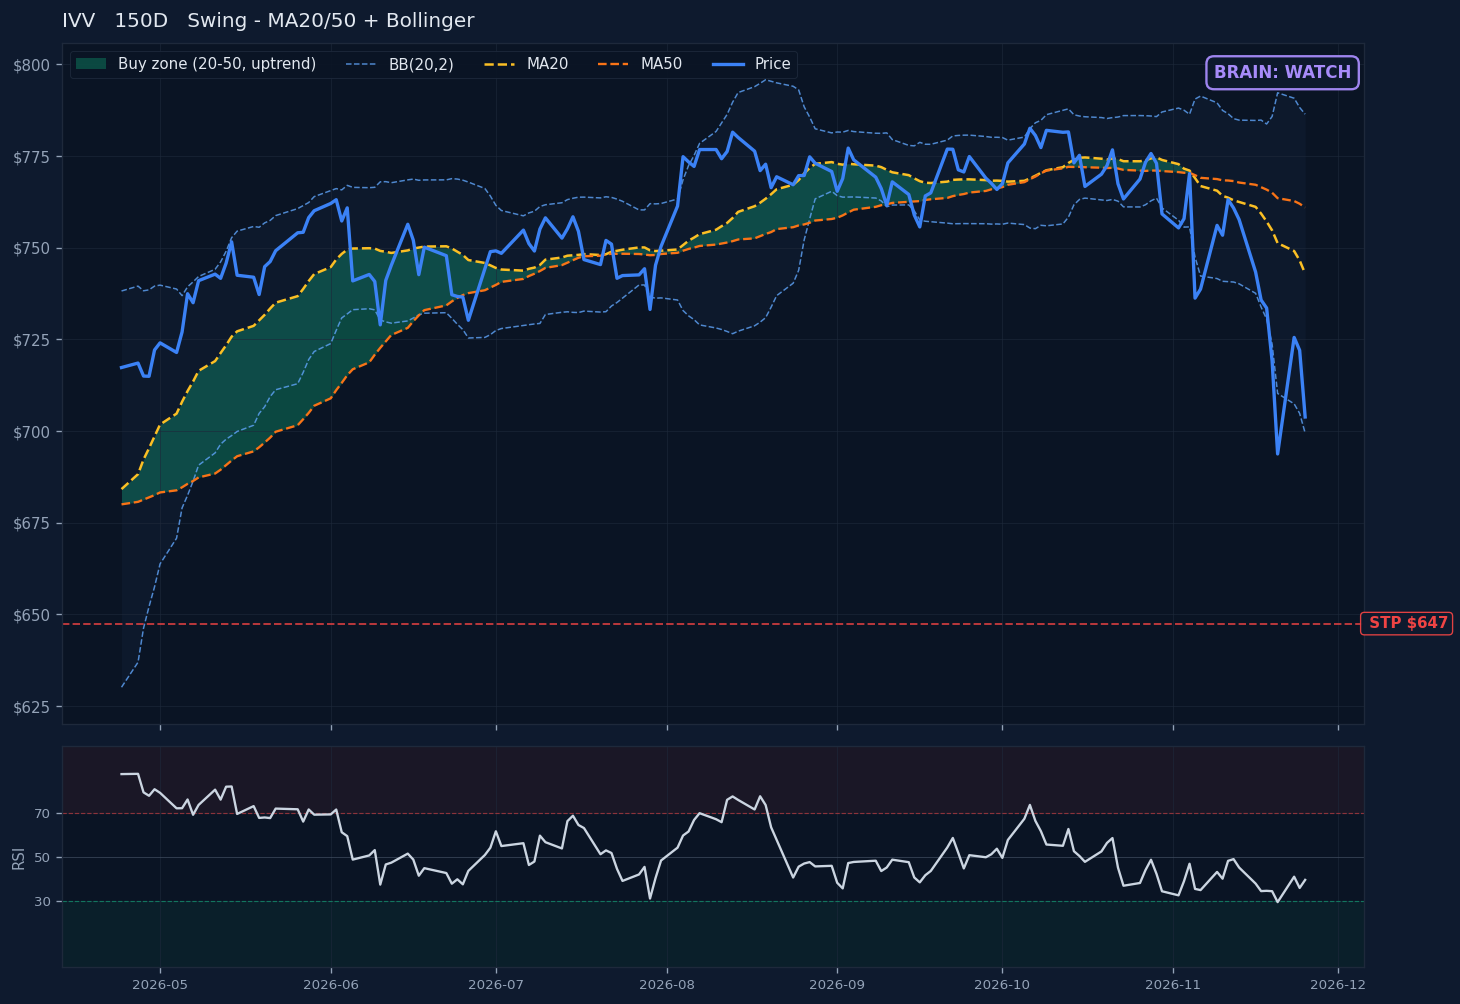 IVV   150D   Swing - MA20/50 + Bollinger
Buy zone (20-50, uptrend)   BB(20,2)   MA20   MA50   Price
BRAIN: WATCH
$800
$775
$750
$725
$700
$675
$650
$625
STP $647
RSI
70
50
30
2026-05   2026-06   2026-07   2026-08   2026-09   2026-10   2026-11   2026-12